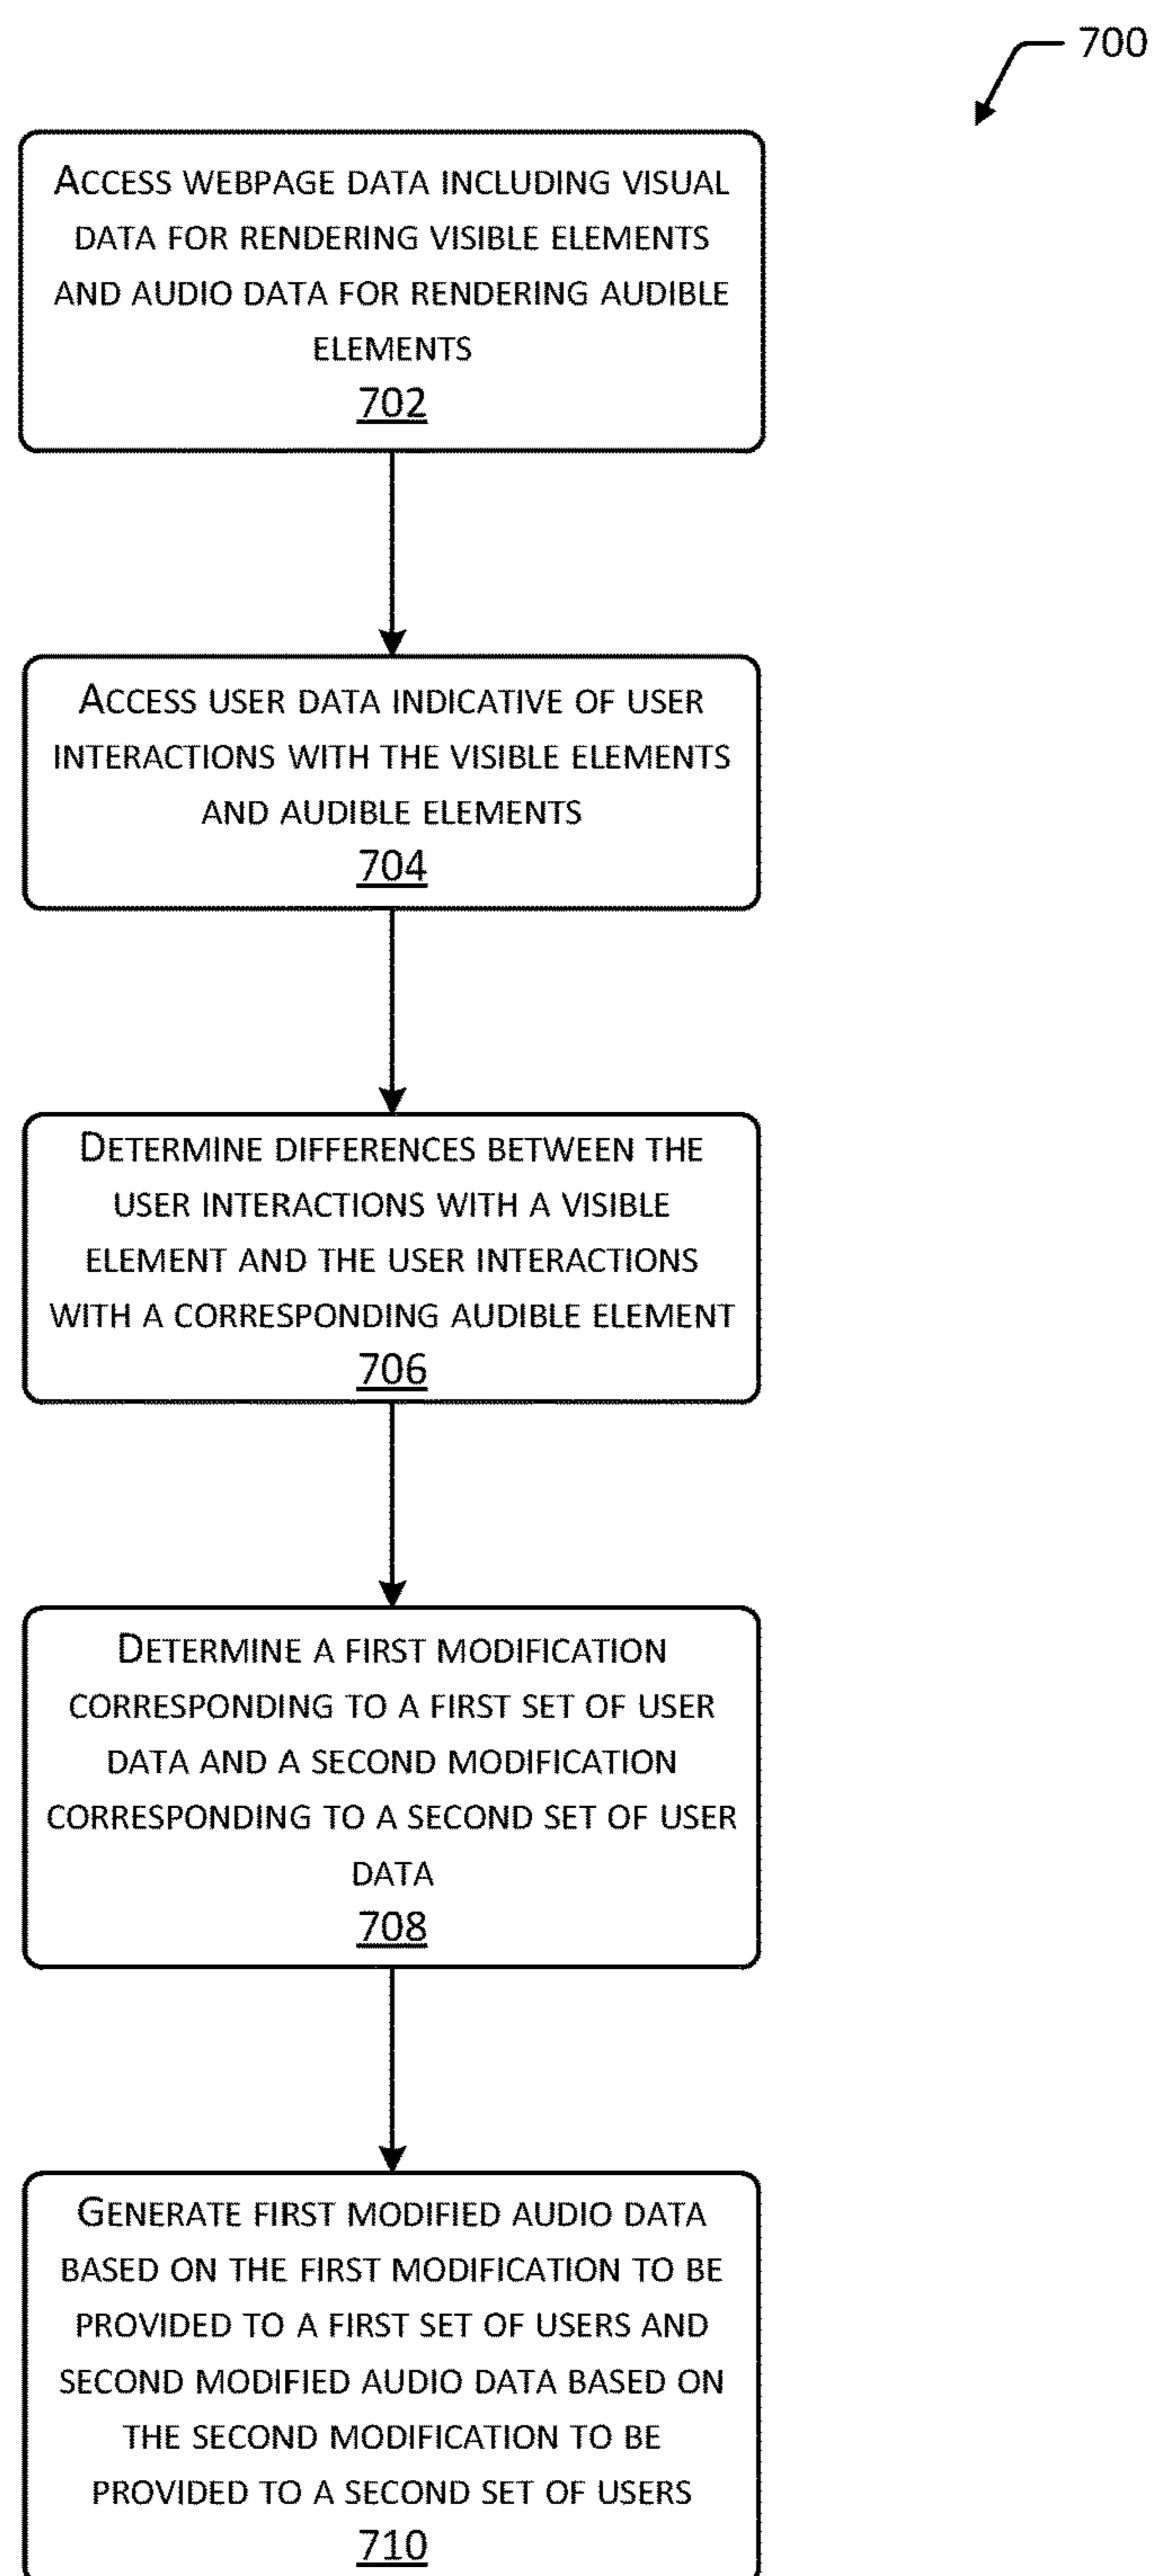 700
ACCESS WEBPAGE DATA INCLUDING VISUAL
DATA FOR RENDERING VISIBLE ELEMENTS
AND AUDIO DATA FOR RENDERING AUDIBLE
ELEMENTS
702
ACCESS USER DATA INDICATIVE OF USER
INTERACTIONS WITH THE VISIBLE ELEMENTS
AND AUDIBLE ELEMENTS
704
DETERMINE DIFFERENCES BETWEEN THE
USER INTERACTIONS WITH A VISIBLE
ELEMENT AND THE USER INTERACTIONS
WITH A CORRESPONDING AUDIBLE ELEMENT
706
DETERMINE A FIRST MODIFICATION
CORRESPONDING TO A FIRST SET OF USER
DATA AND A SECOND MODIFICATION
CORRESPONDING TO A SECOND SET OF USER
DATA
708
GENERATE FIRST MODIFIED AUDIO DATA
BASED ON THE FIRST MODIFICATION TO BE
PROVIDED TO A FIRST SET OF USERS AND
SECOND MODIFIED AUDIO DATA BASED ON
THE SECOND MODIFICATION TO BE
PROVIDED TO A SECOND SET OF USERS
710